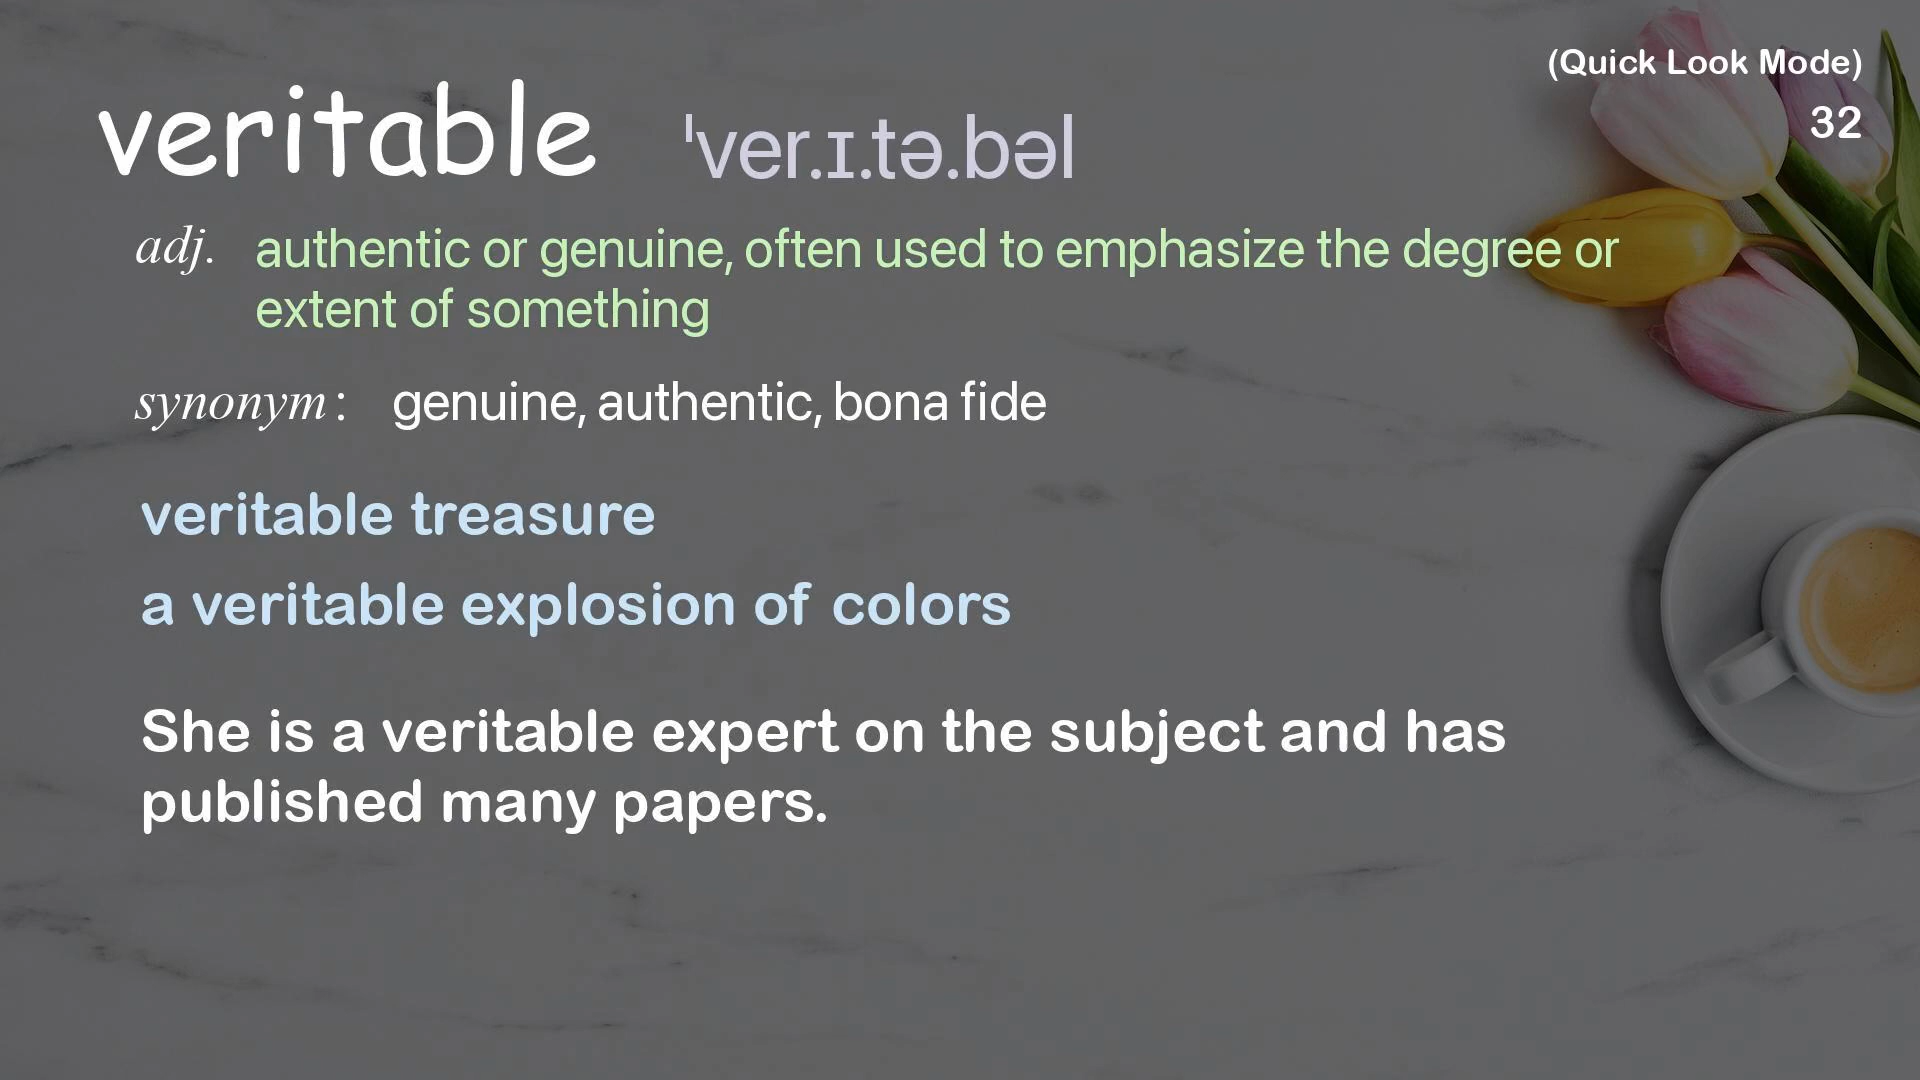 (Quick Look Mode)
32
veritable ˈver.ɪ.tə.bəl
adj. authentic or genuine, often used to emphasize the degree or
extent of something
synonym : genuine, authentic, bona fide
veritable treasure
a veritable explosion of colors
She is a veritable expert on the subject and has
published many papers.